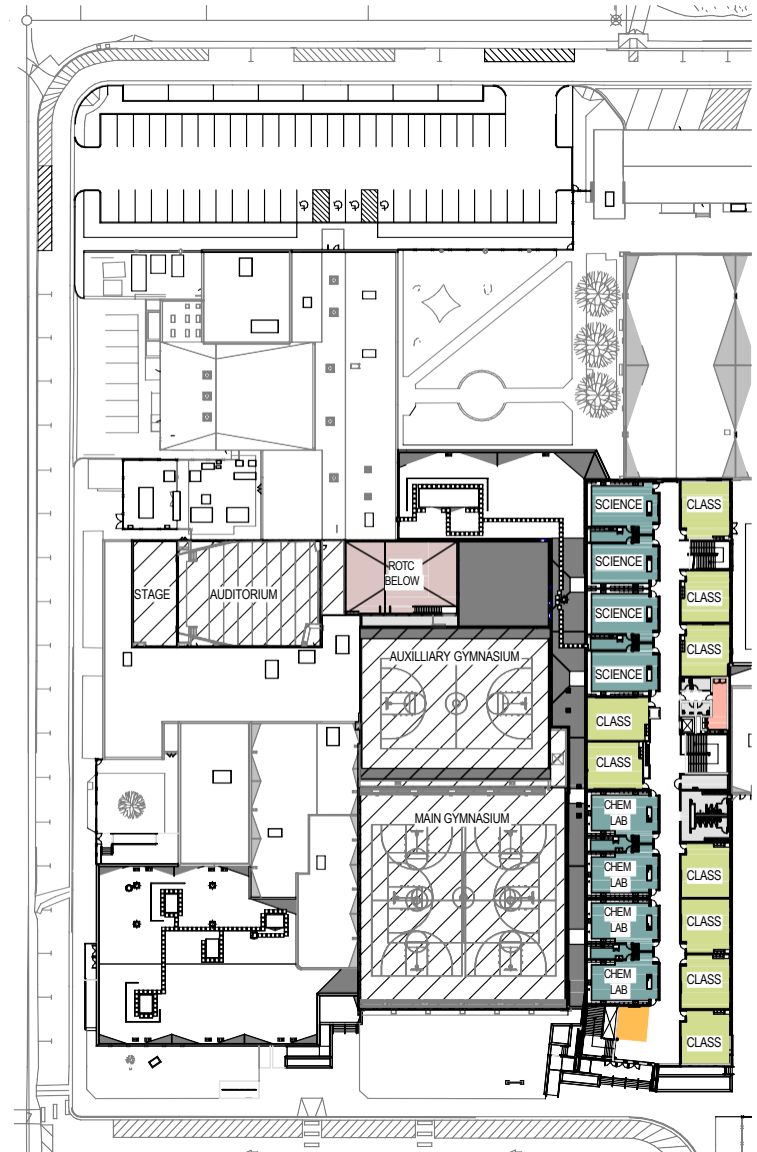 SCIENCE
CLASS
SCIENCE
ROTC
BELOW
STAGE
AUDITORIUM
CLASS
SCIENCE
CLASS
AUXILLIARY GYMNASIUM
SCIENCE
CLASS
CLASS
MAIN GYMNASIUM
CHEM
LAB
CHEM
LAB
CLASS
CHEM
LAB
CLASS
CHEM
LAB
CLASS
CLASS